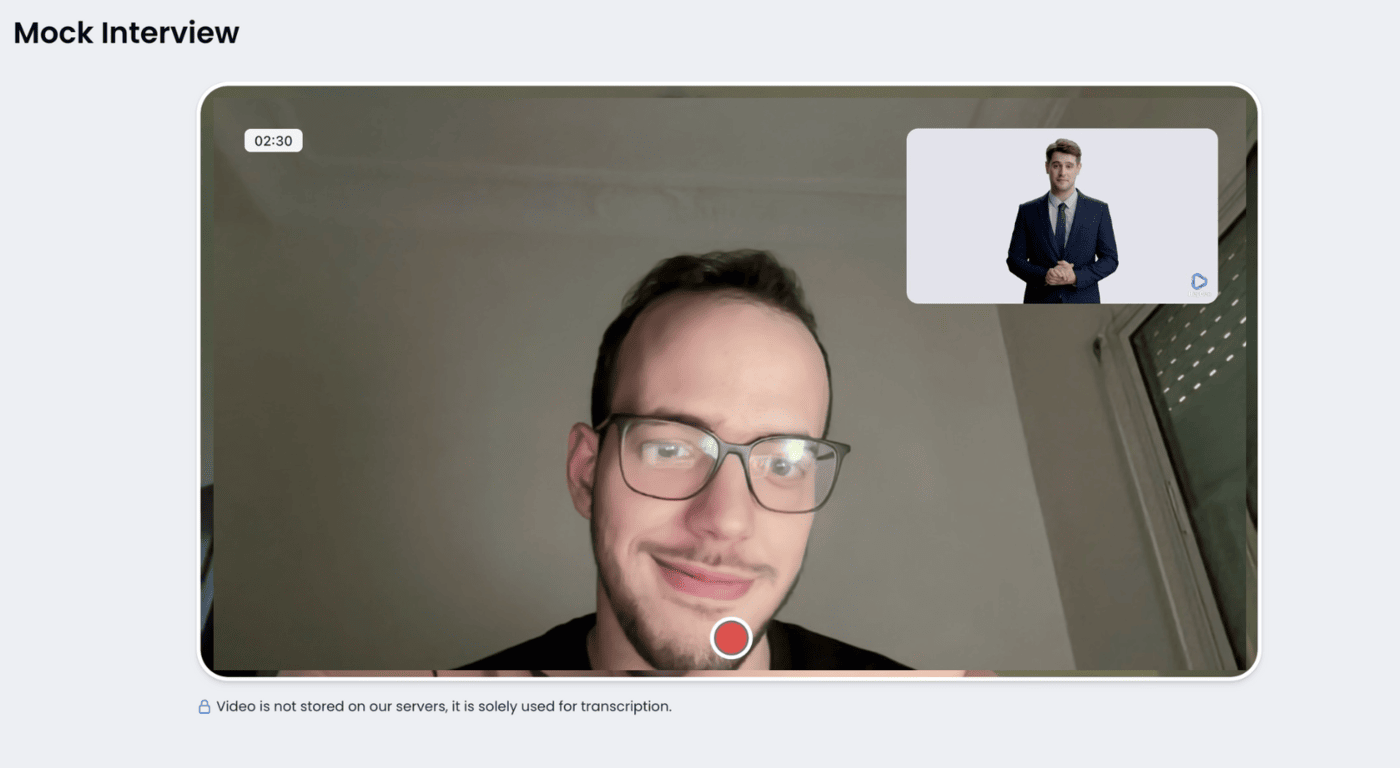 Mock Interview
02:30
Video is not stored on our servers, it is solely used for transcription.